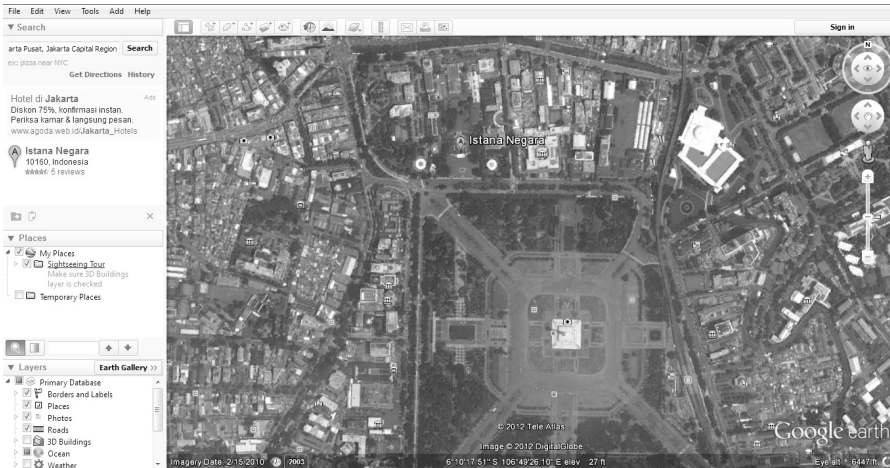 File Edit View Tools Add Help
Search
Sign in
arta Pusat, Jakarta Capital Region Search
ex: pizza near NYC
Get Directions History
Hotel di Jakarta Ads
Diskon 75%, konfirmasi instan.
Periksa kamar & langsung pesan.
www.agoda.web.id/Jakarta_Hotels
A Istana Negara
10160, Indonesia
5 reviews
Places
My Places
Sightseeing Tour
Make sure 3D Buildings
layer is checked
Temporary Places
Layers Earth Gallery >>
Primary Database
Borders and Labels
Places
Photos
Roads
3D Buildings
Ocean
Weather
N
Istana Negara
© 2012 Tele Atlas
Image © 2012 DigitalGlobe
Google earth
Imagery Date: 2/15/2010 2003 6°10'17.51" S 106°49'26.10" E elev 27 ft Eye alt 6447 ft